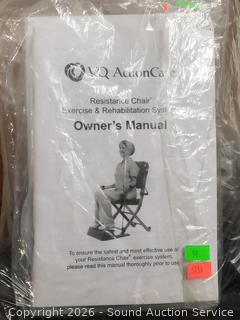 VQ ActionCare
Resistance Chair®
Exercise & Rehabilitation System
Owner's Manual
To ensure the safest and most effective use of
your Resistance Chair® exercise system,
please read this manual thoroughly prior to use.
Copyright 2026 - Sound Auction Service